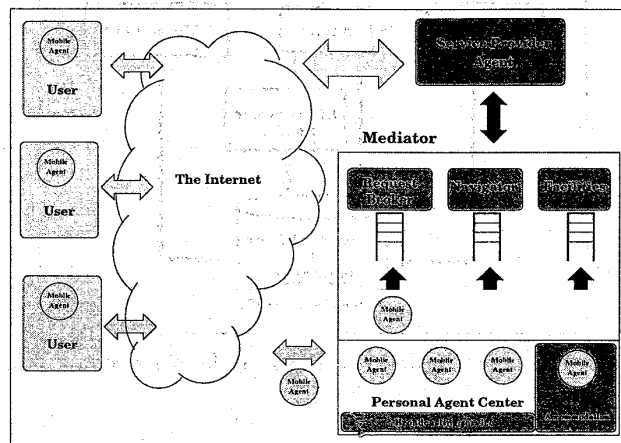 Mobile
Agent
User
Mobile
Agent
User
Mobile
Agent
User
The Internet
Service Provider
Agent
Mediator
Request
Broker
Navigator
Facilities
Mobile
Agent
Mobile
Agent
Mobile
Agent
Mobile
Agent
Mobile
Agent
Mobile
Agent
Personal Agent Center